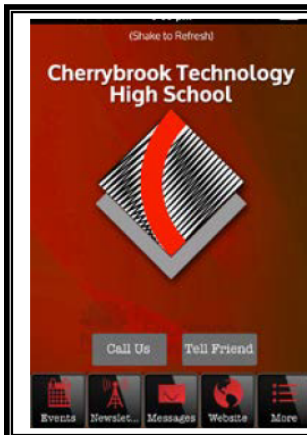 (Shake to Refresh)
Cherrybrook Technology
High School
Call Us Tell Friend
Events Newslet... Messages Website More